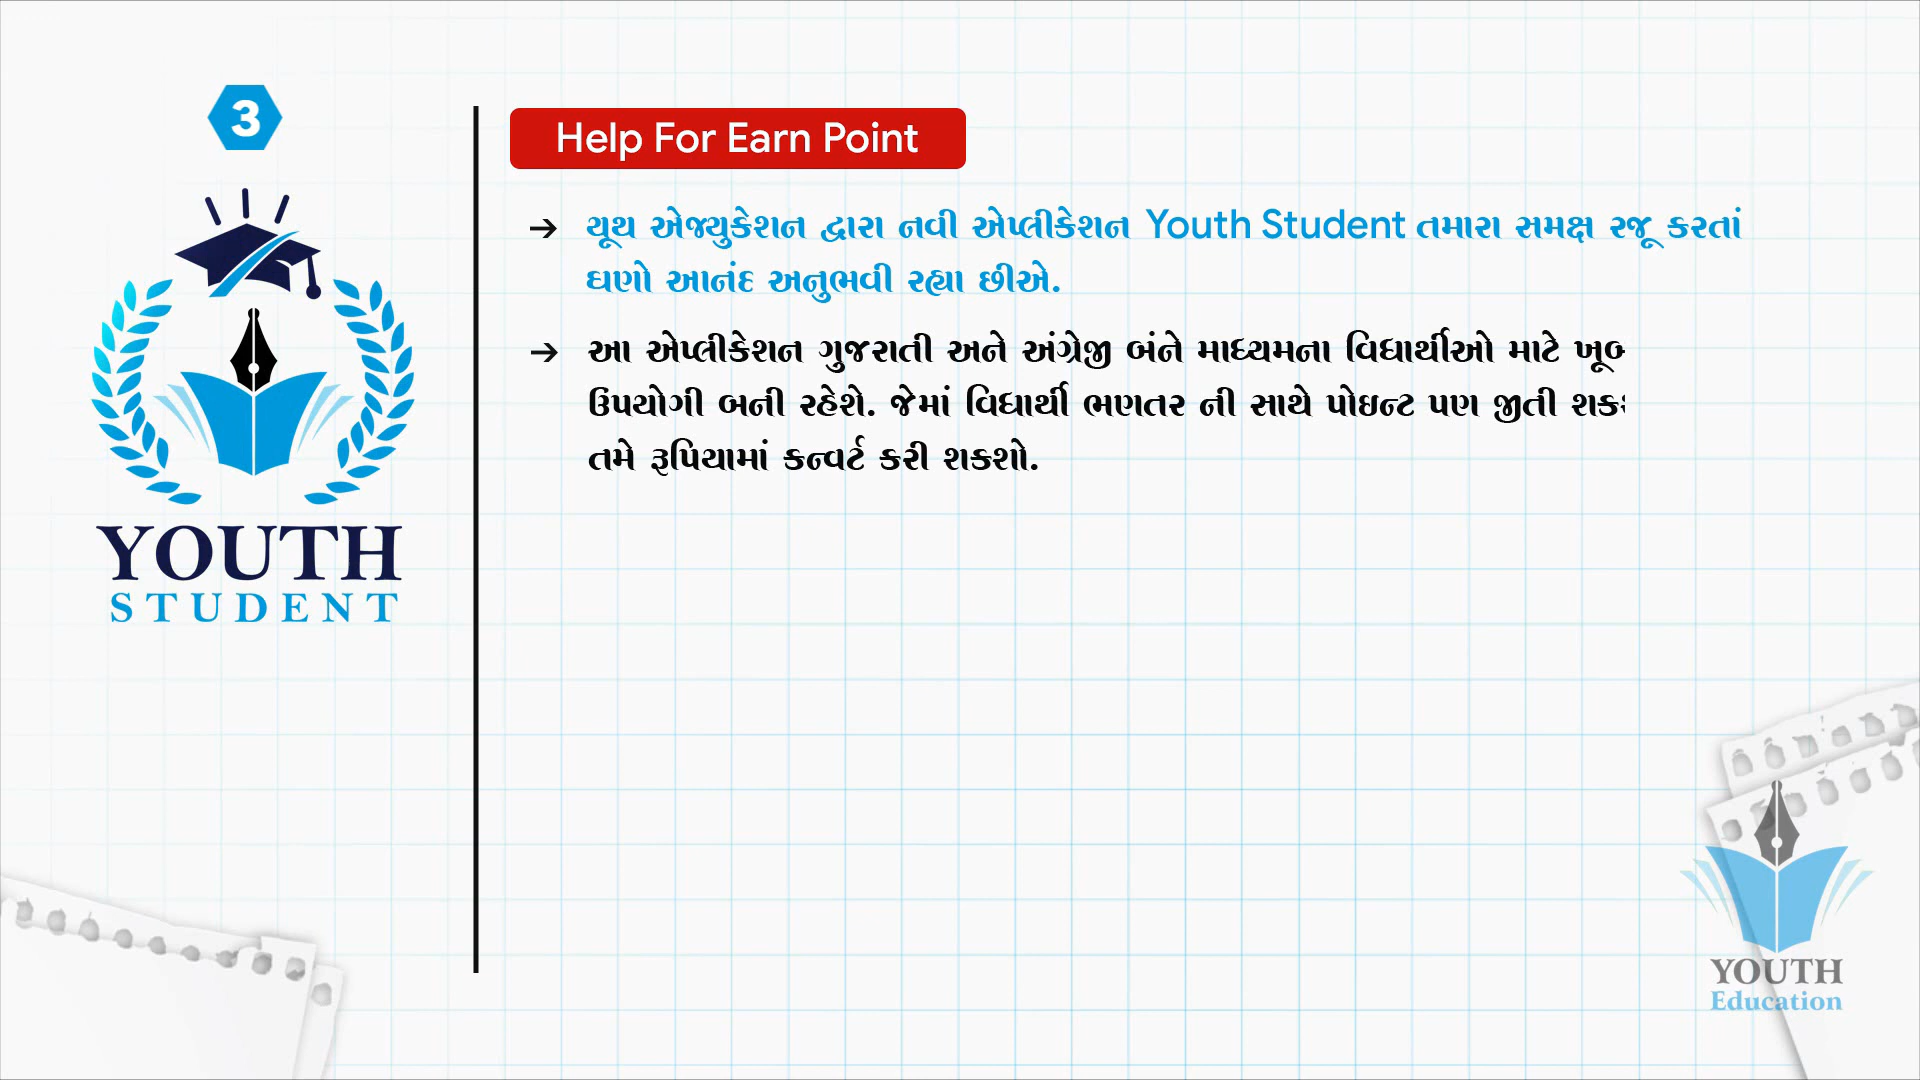 3
Help For Earn Point
→ યૂથ એજ્યુકેશન દ્વારા નવી એપ્લીકેશન Youth Student તમારા સમક્ષ રજૂ કરતાં
ઘણો આનંદ અનુભવી રહ્યા છીએ.
→ આ એપ્લીકેશન ગુજરાતી અને અંગ્રેજી બંને માધ્યમના વિધાર્થીઓ માટે
ઉપયોગી બની રહેશે. જેમાં વિધાર્થી ભણતર ની સાથે પોઇન્ટ પણ જીતી
તમે રૂપિયામાં કન્વર્ટ કરી શકશો.
YOUTH
STUDENT
YOUTH
Education